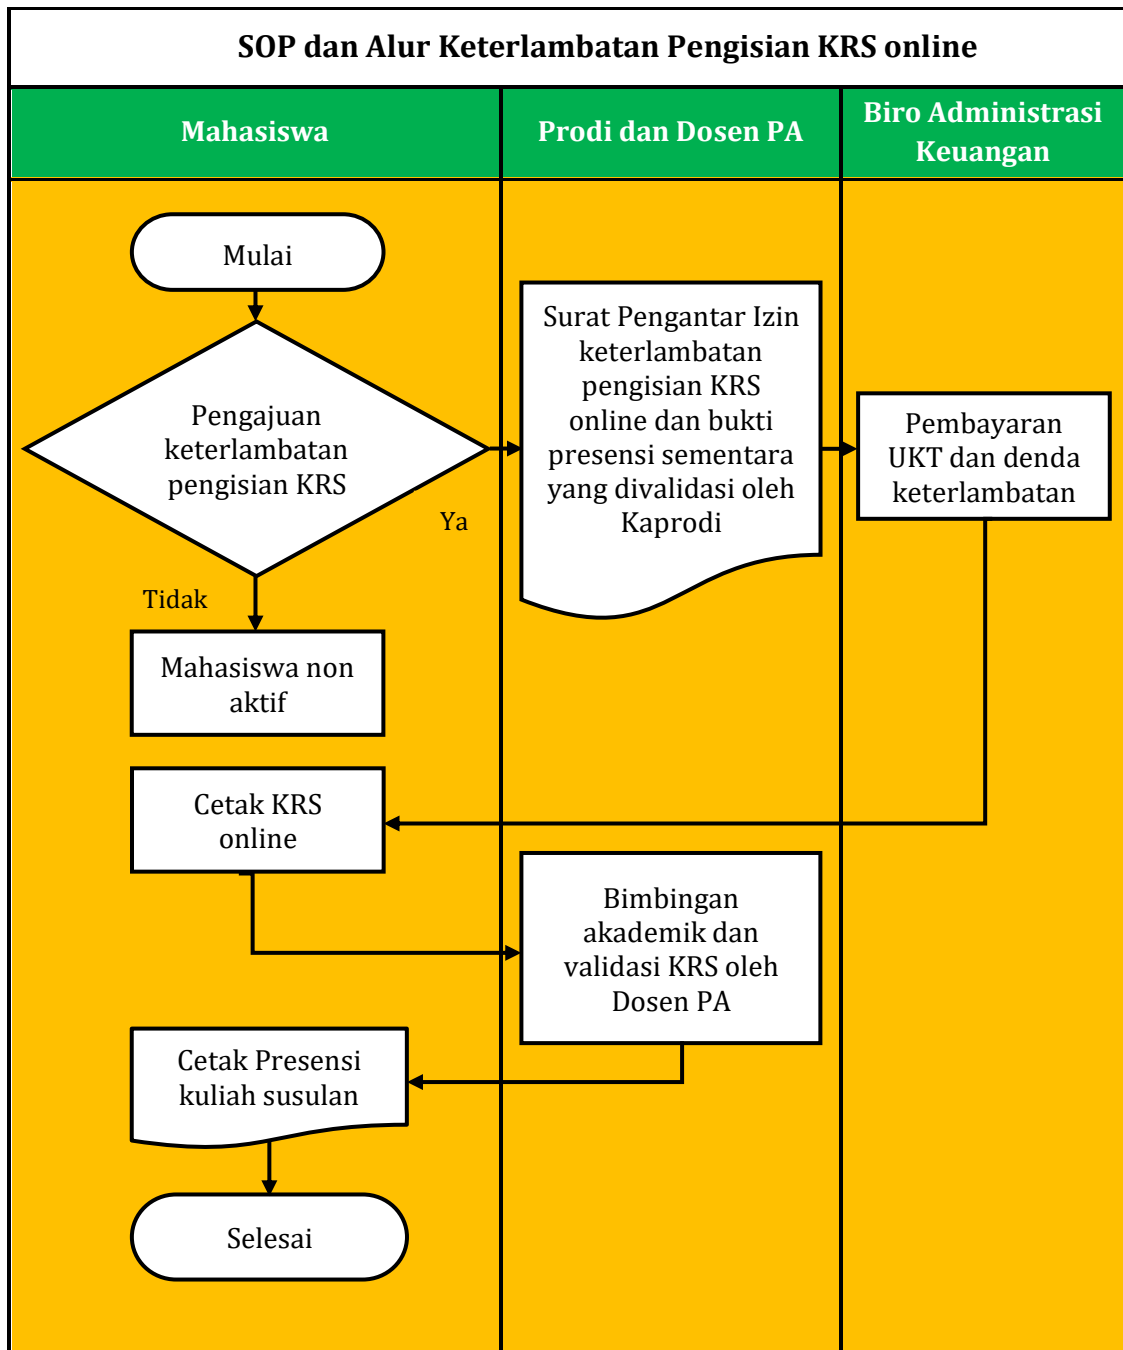 SOP dan Alur Keterlambatan Pengisian KRS online
Mahasiswa
Prodi dan Dosen PA
Biro Administrasi
Keuangan
Mulai
Pengajuan
keterlambatan
pengisian KRS
Ya
Tidak
Surat Pengantar Izin
keterlambatan
pengisian KRS
online dan bukti
presensi sementara
yang divalidasi oleh
Kaprodi
Pembayaran
UKT dan denda
keterlambatan
Mahasiswa non
aktif
Cetak KRS
online
Bimbingan
akademik dan
validasi KRS oleh
Dosen PA
Cetak Presensi
kuliah susulan
Selesai